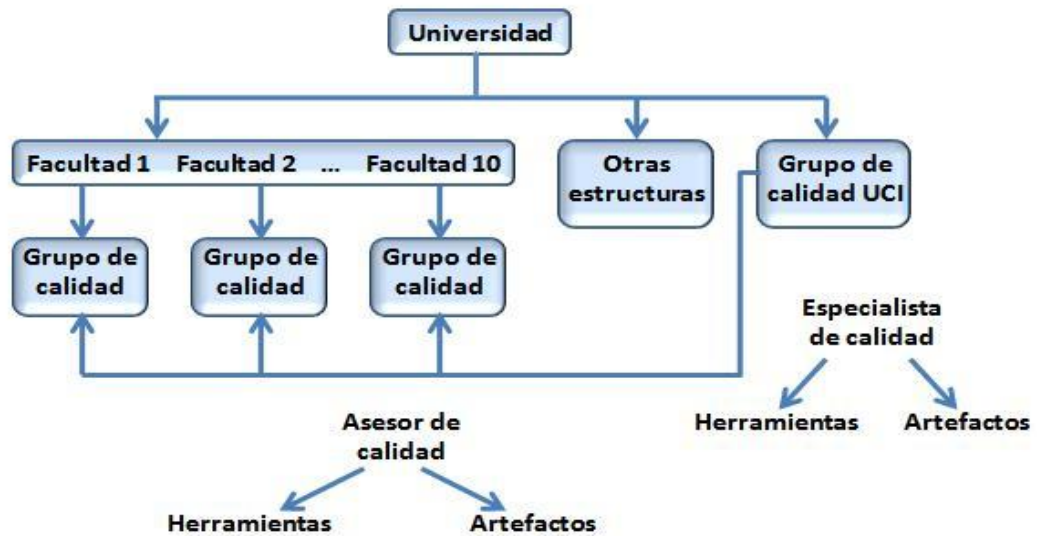 Universidad
Facultad 1 Facultad 2 ... Facultad 10
Otras
estructuras
Grupo de
calidad UCI
Grupo de
calidad
Grupo de
calidad
Grupo de
calidad
Especialista
de calidad
Herramientas
Artefactos
Asesor de
calidad
Herramientas
Artefactos